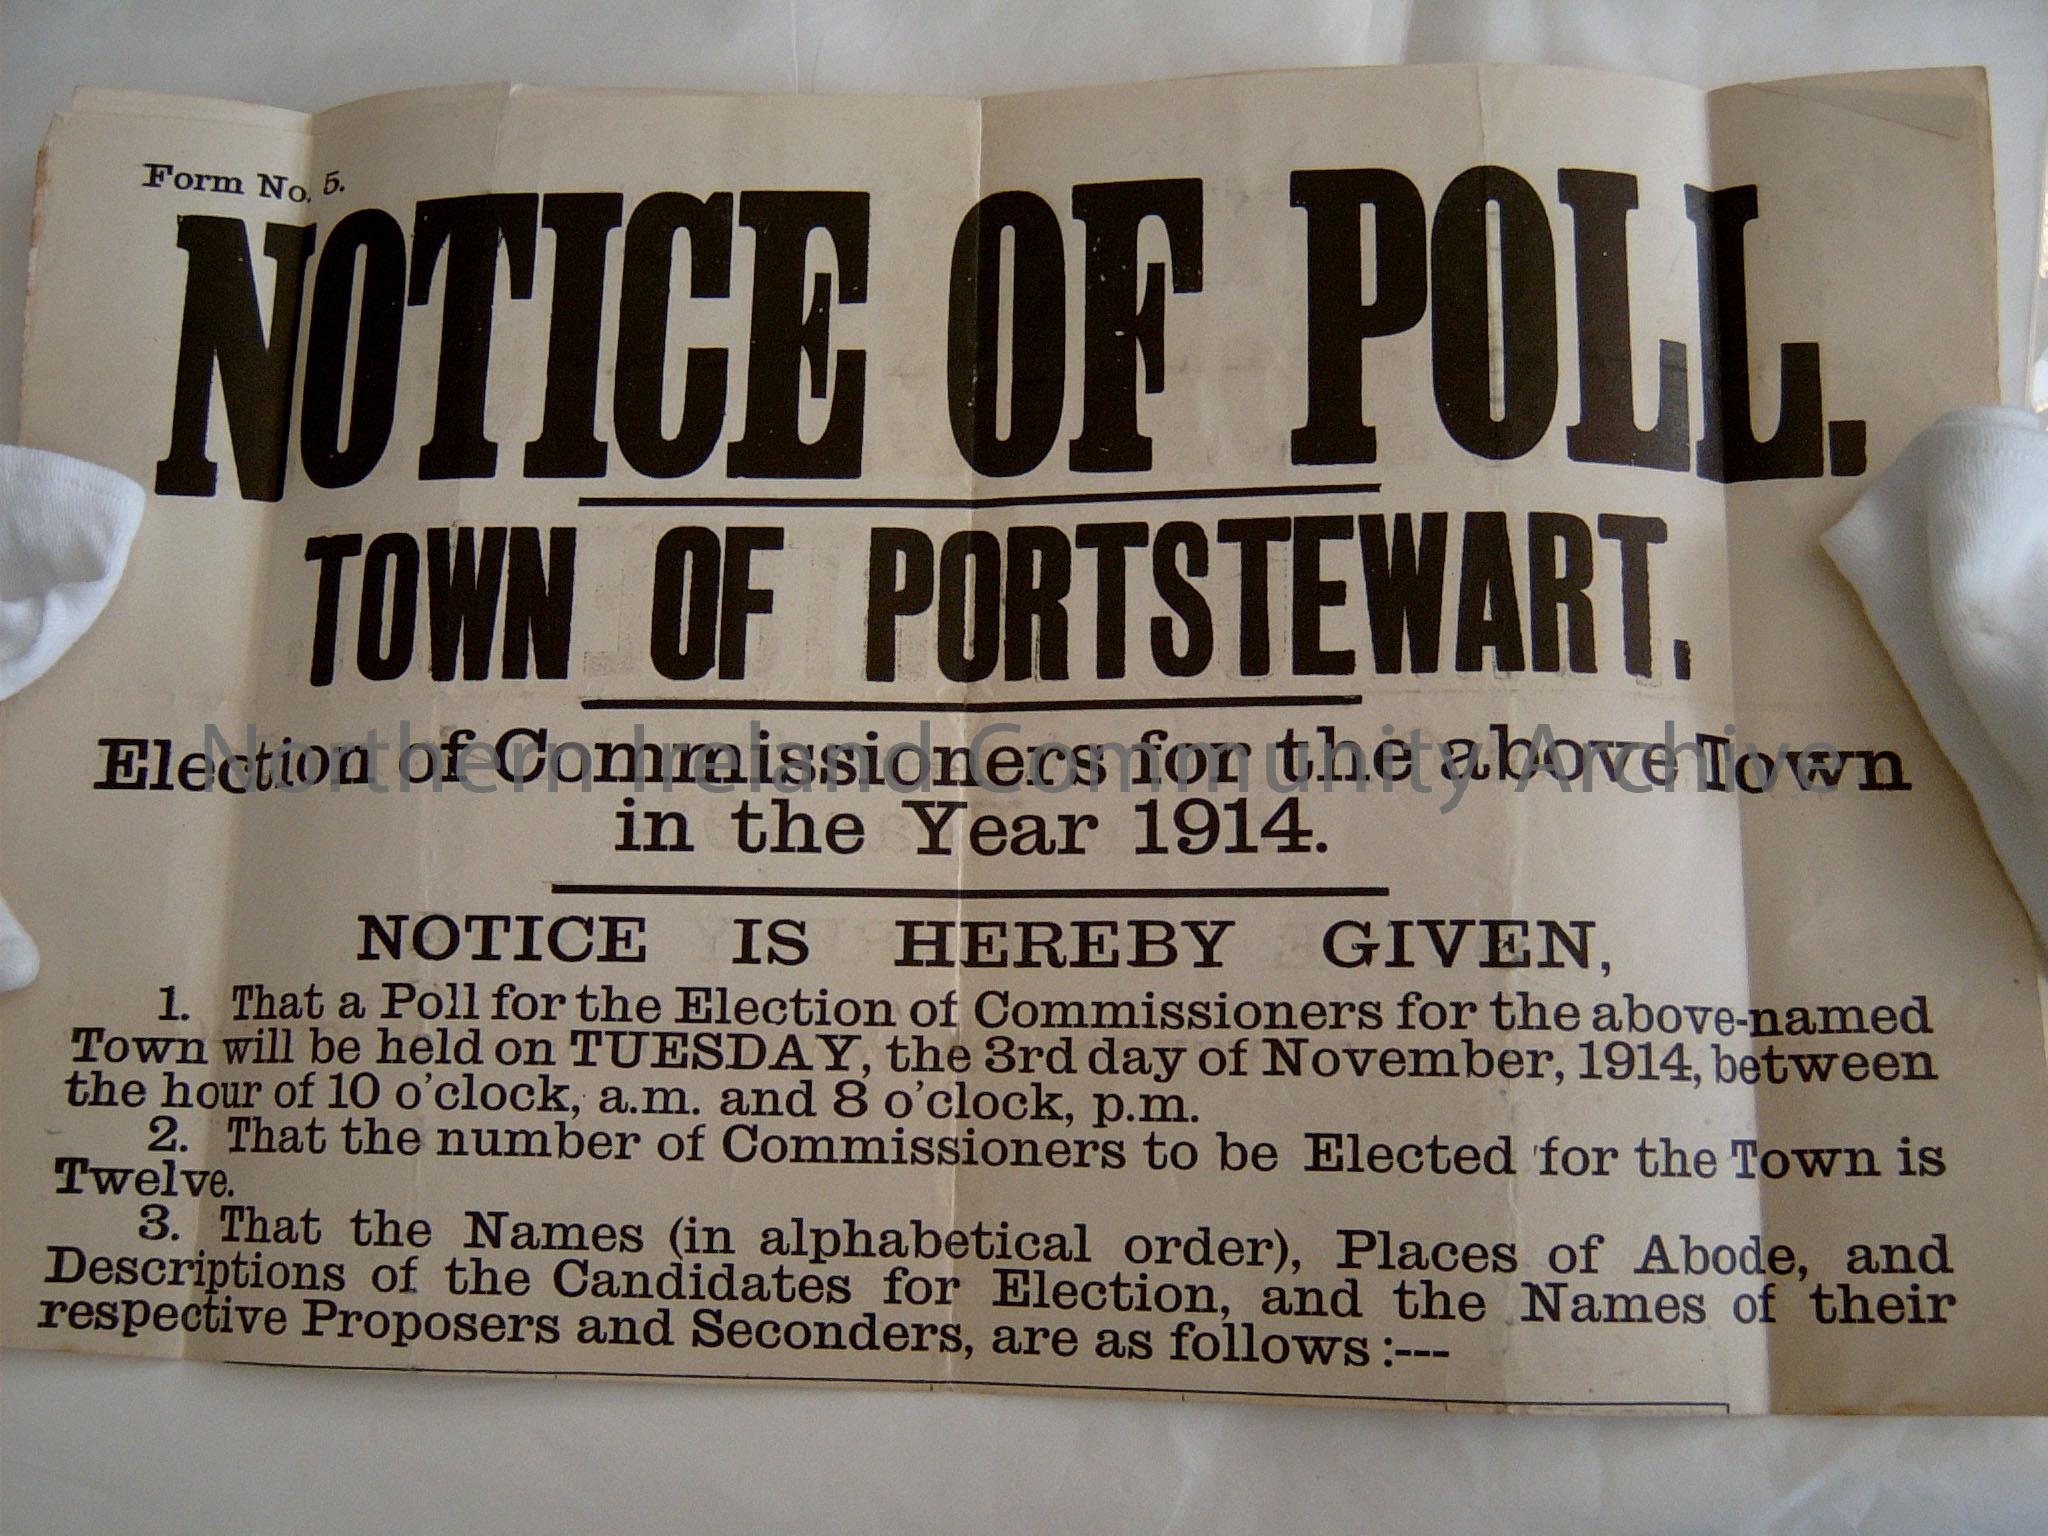 Form No. 5.
NOTICE OF POLL.
TOWN OF PORTSTEWART.
Election of Commissioners for the above Town
in the Year 1914.
Northern Ireland Community Archive
NOTICE IS HEREBY GIVEN,
1. That a Poll for the Election of Commissioners for the above-named
Town will be held on TUESDAY, the 3rd day of November, 1914, between
the hour of 10 o'clock, a.m. and 8 o'clock, p.m.
2. That the number of Commissioners to be Elected for the Town is
Twelve.
3. That the Names (in alphabetical order), Places of Abode, and
Descriptions of the Candidates for Election, and the Names of their
respective Proposers and Seconders, are as follows :---